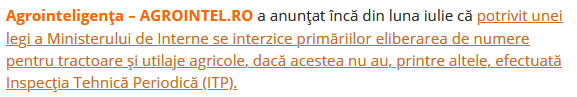 Agrointeligența – AGROINTEL.RO a anunțat încă din luna iulie că potrivit unei
legi a Ministerului de Interne se interzice primăriilor eliberarea de numere
pentru tractoare și utilaje agricole, dacă acestea nu au, printre altele, efectuată
Inspecția Tehnică Periodică (ITP).